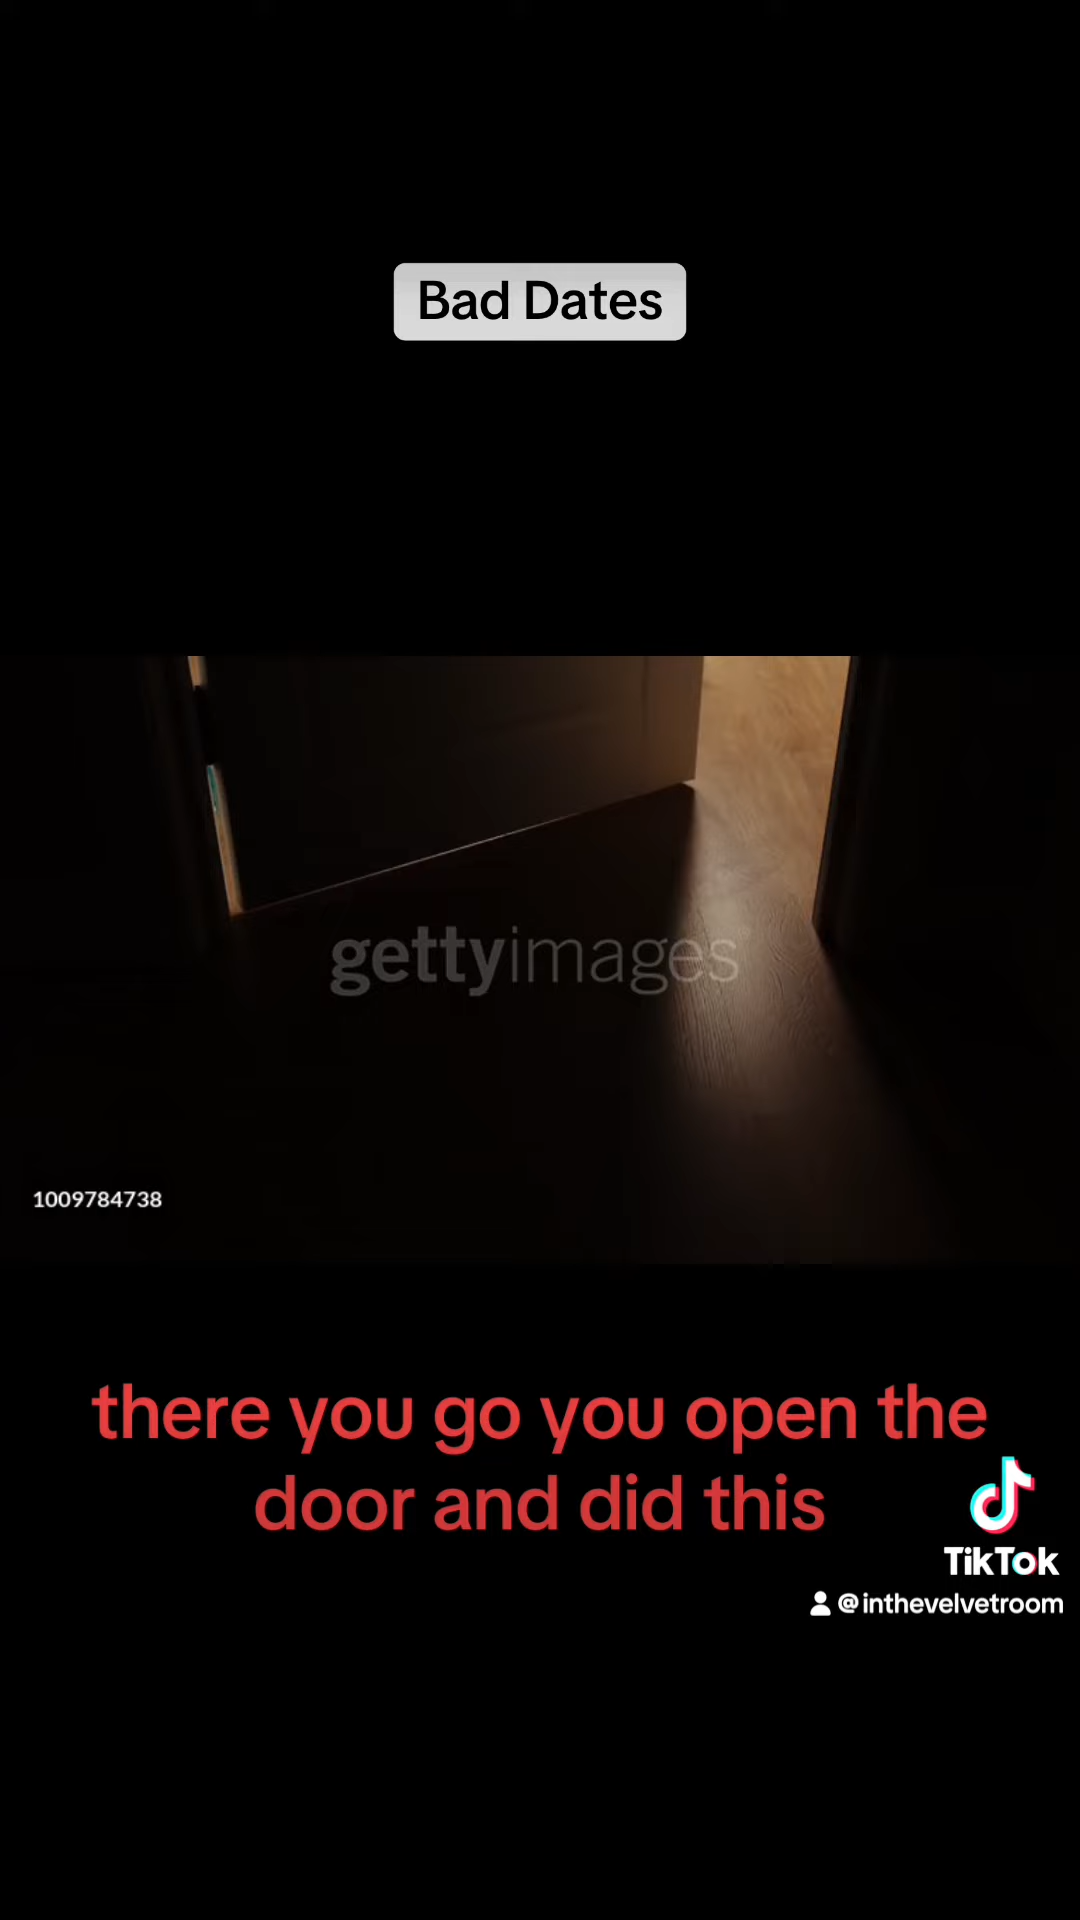 Bad Dates
gettyimages
1009784738
there you go you open the
door and did this
TikTok
@inthevelvetroom